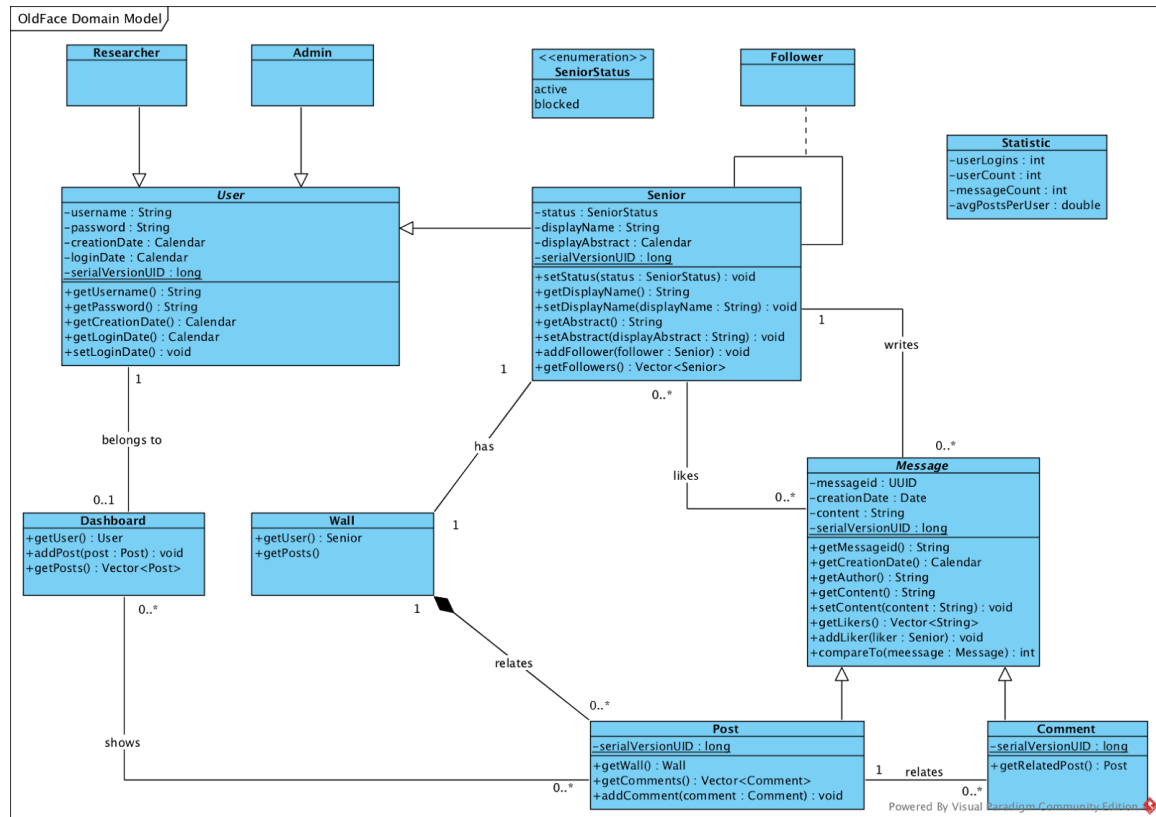 OldFace Domain Model
Researcher
Admin
<<enumeration>>
SeniorStatus
active
blocked
Follower
Statistic
-userLogins : int
-userCount : int
-messageCount : int
-avgPostsPerUser : double
User
-username : String
-password : String
-creationDate : Calendar
-loginDate : Calendar
-serialVersionUID : long
+getUsername() : String
+getPassword() : String
+getCreationDate() : Calendar
+getLoginDate() : Calendar
+setLoginDate() : void
Senior
-status : SeniorStatus
-displayName : String
-displayAbstract : Calendar
-serialVersionUID : long
+setStatus(status : SeniorStatus) : void
+getDisplayName() : String
+setDisplayName(displayName : String) : void
+getAbstract() : String
+setAbstract(displayAbstract : String) : void
+addFollower(follower : Senior) : void
+getFollowers() : Vector<Senior>
1
writes
0..*
1
belongs to
0..1
1
has
1
0..*
likes
0..*
Message
-messageid : UUID
-creationDate : Date
-content : String
-serialVersionUID : long
+getMessageid() : String
+getCreationDate() : Calendar
+getAuthor() : String
+getContent() : String
+setContent(content : String) : void
+getLikers() : Vector<String>
+addLiker(liker : Senior) : void
+compareTo(meessage : Message) : int
Dashboard
+getUser() : User
+addPost(post : Post) : void
+getPosts() : Vector<Post>
Wall
+getUser() : Senior
+getPosts()
0..*
shows
0..*
1
relates
0..*
Post
-serialVersionUID : long
+getWall() : Wall
+getComments() : Vector<Comment>
+addComment(comment : Comment) : void
1
relates
0..*
Comment
-serialVersionUID : long
+getRelatedPost() : Post
Powered By Visual Paradigm Community Edition